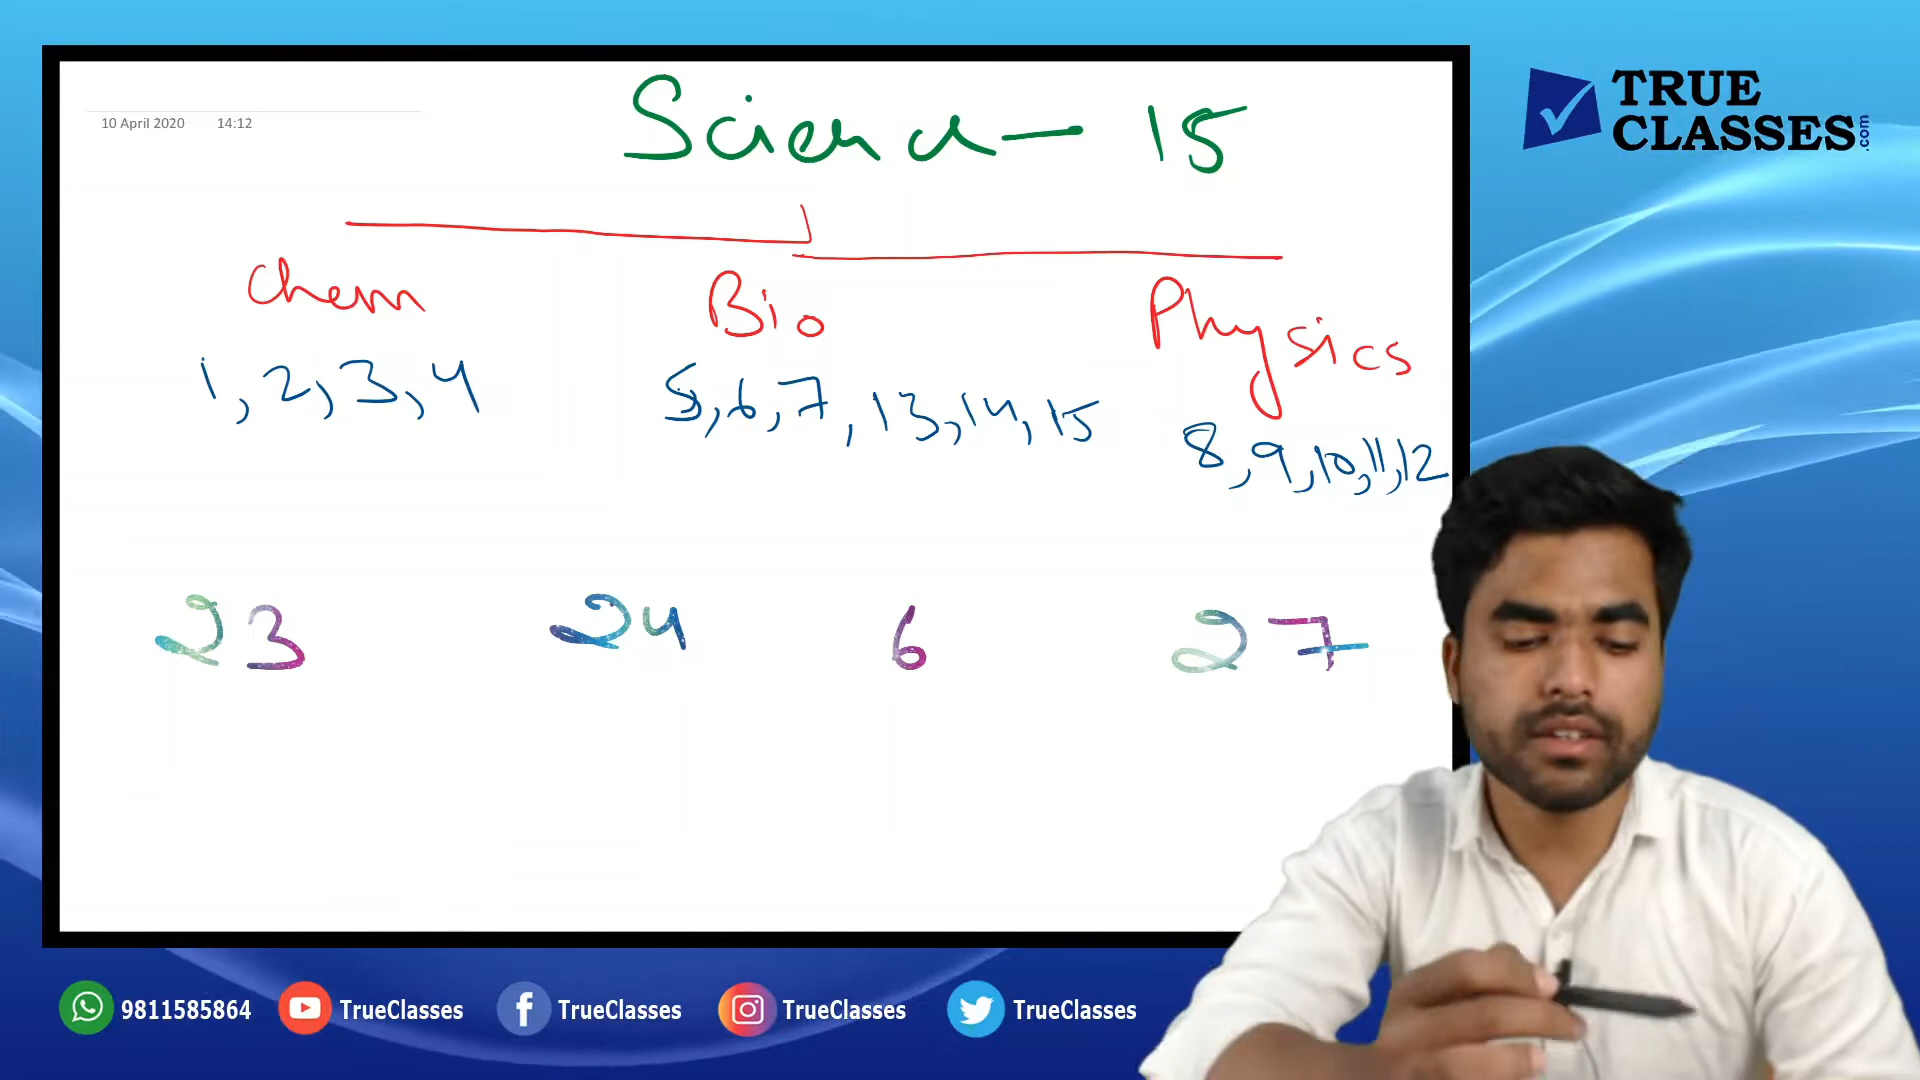 10 April 2020 14:12
Science — 15
Chem Bio Physics
1, 2, 3, 4
5, 6, 7, 13, 14, 15
8, 9, 10, 11, 12
23 24 6 27
TRUE
CLASSES.com
9811585864 TrueClasses TrueClasses TrueClasses TrueClasses